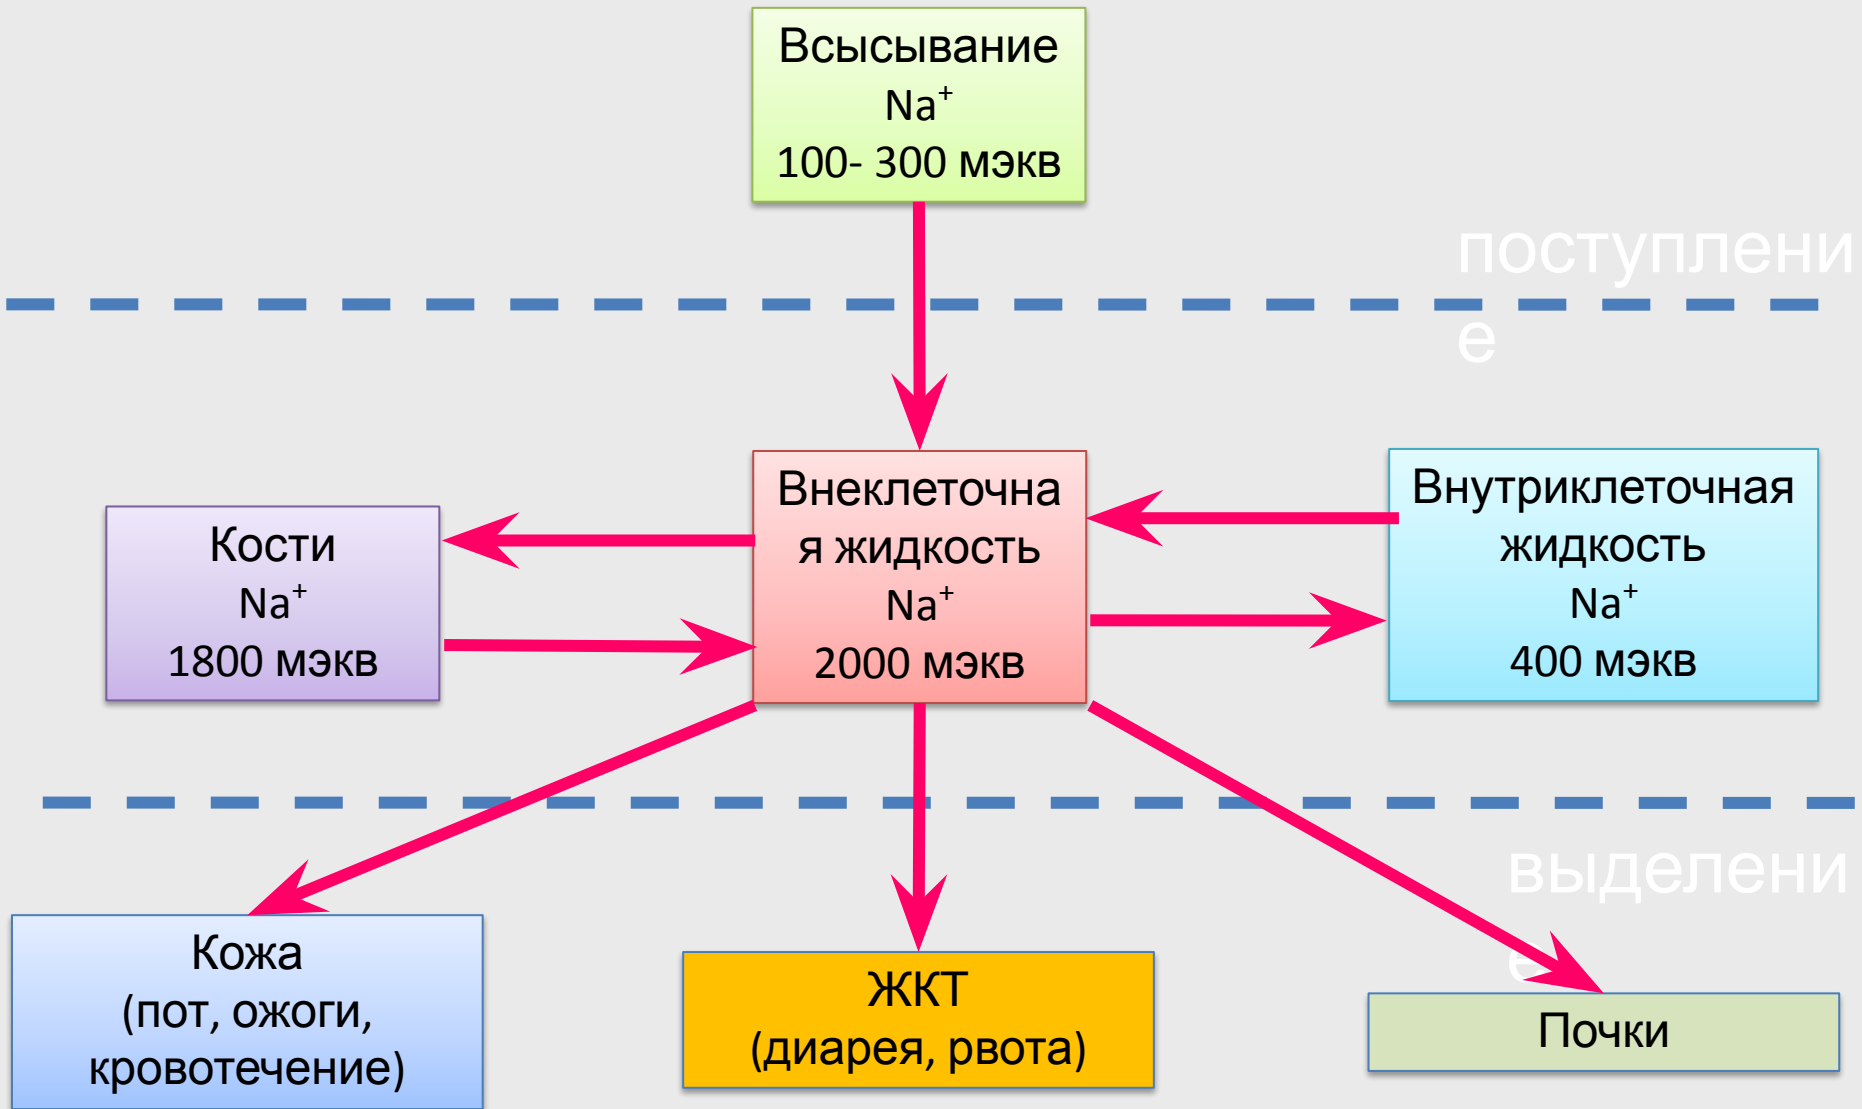 Всысывание
Na⁺
100- 300 мэкв
поступлени
е
Кости
Na⁺
1800 мэкв
Внеклеточна
я жидкость
Na⁺
2000 мэкв
Внутриклеточная
жидкость
Na⁺
400 мэкв
выделени
е
Кожа
(пот, ожоги,
кровотечение)
ЖКТ
(диарея, рвота)
Почки